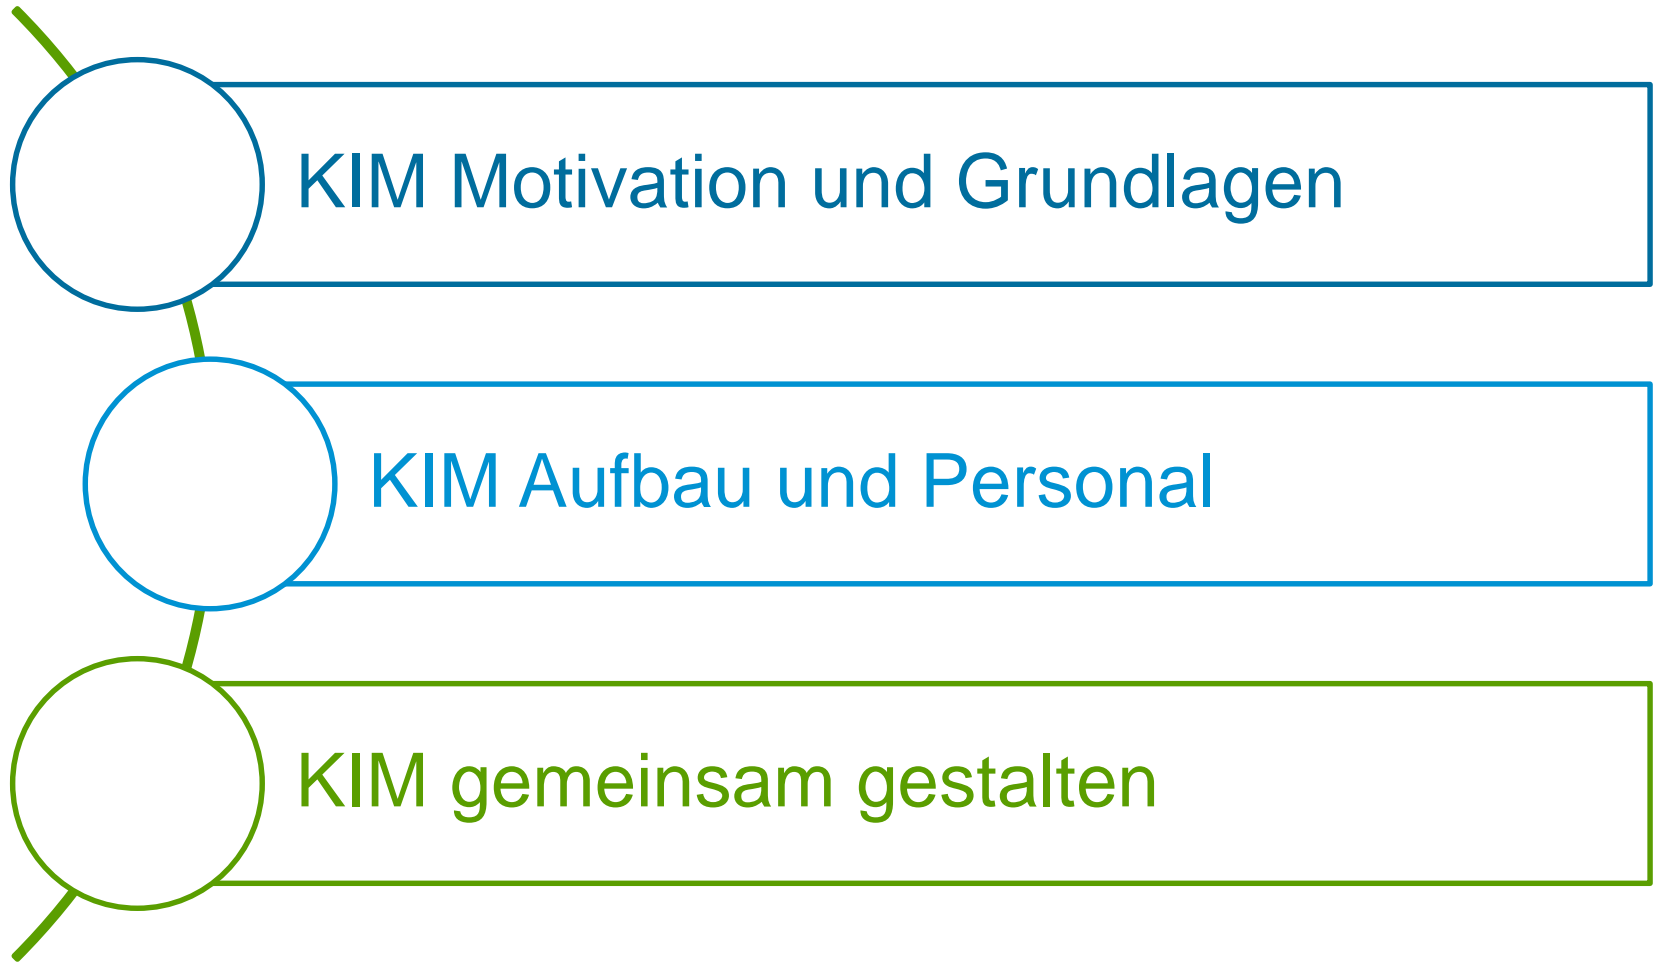 KIM Motivation und Grundlagen
KIM Aufbau und Personal
KIM gemeinsam gestalten